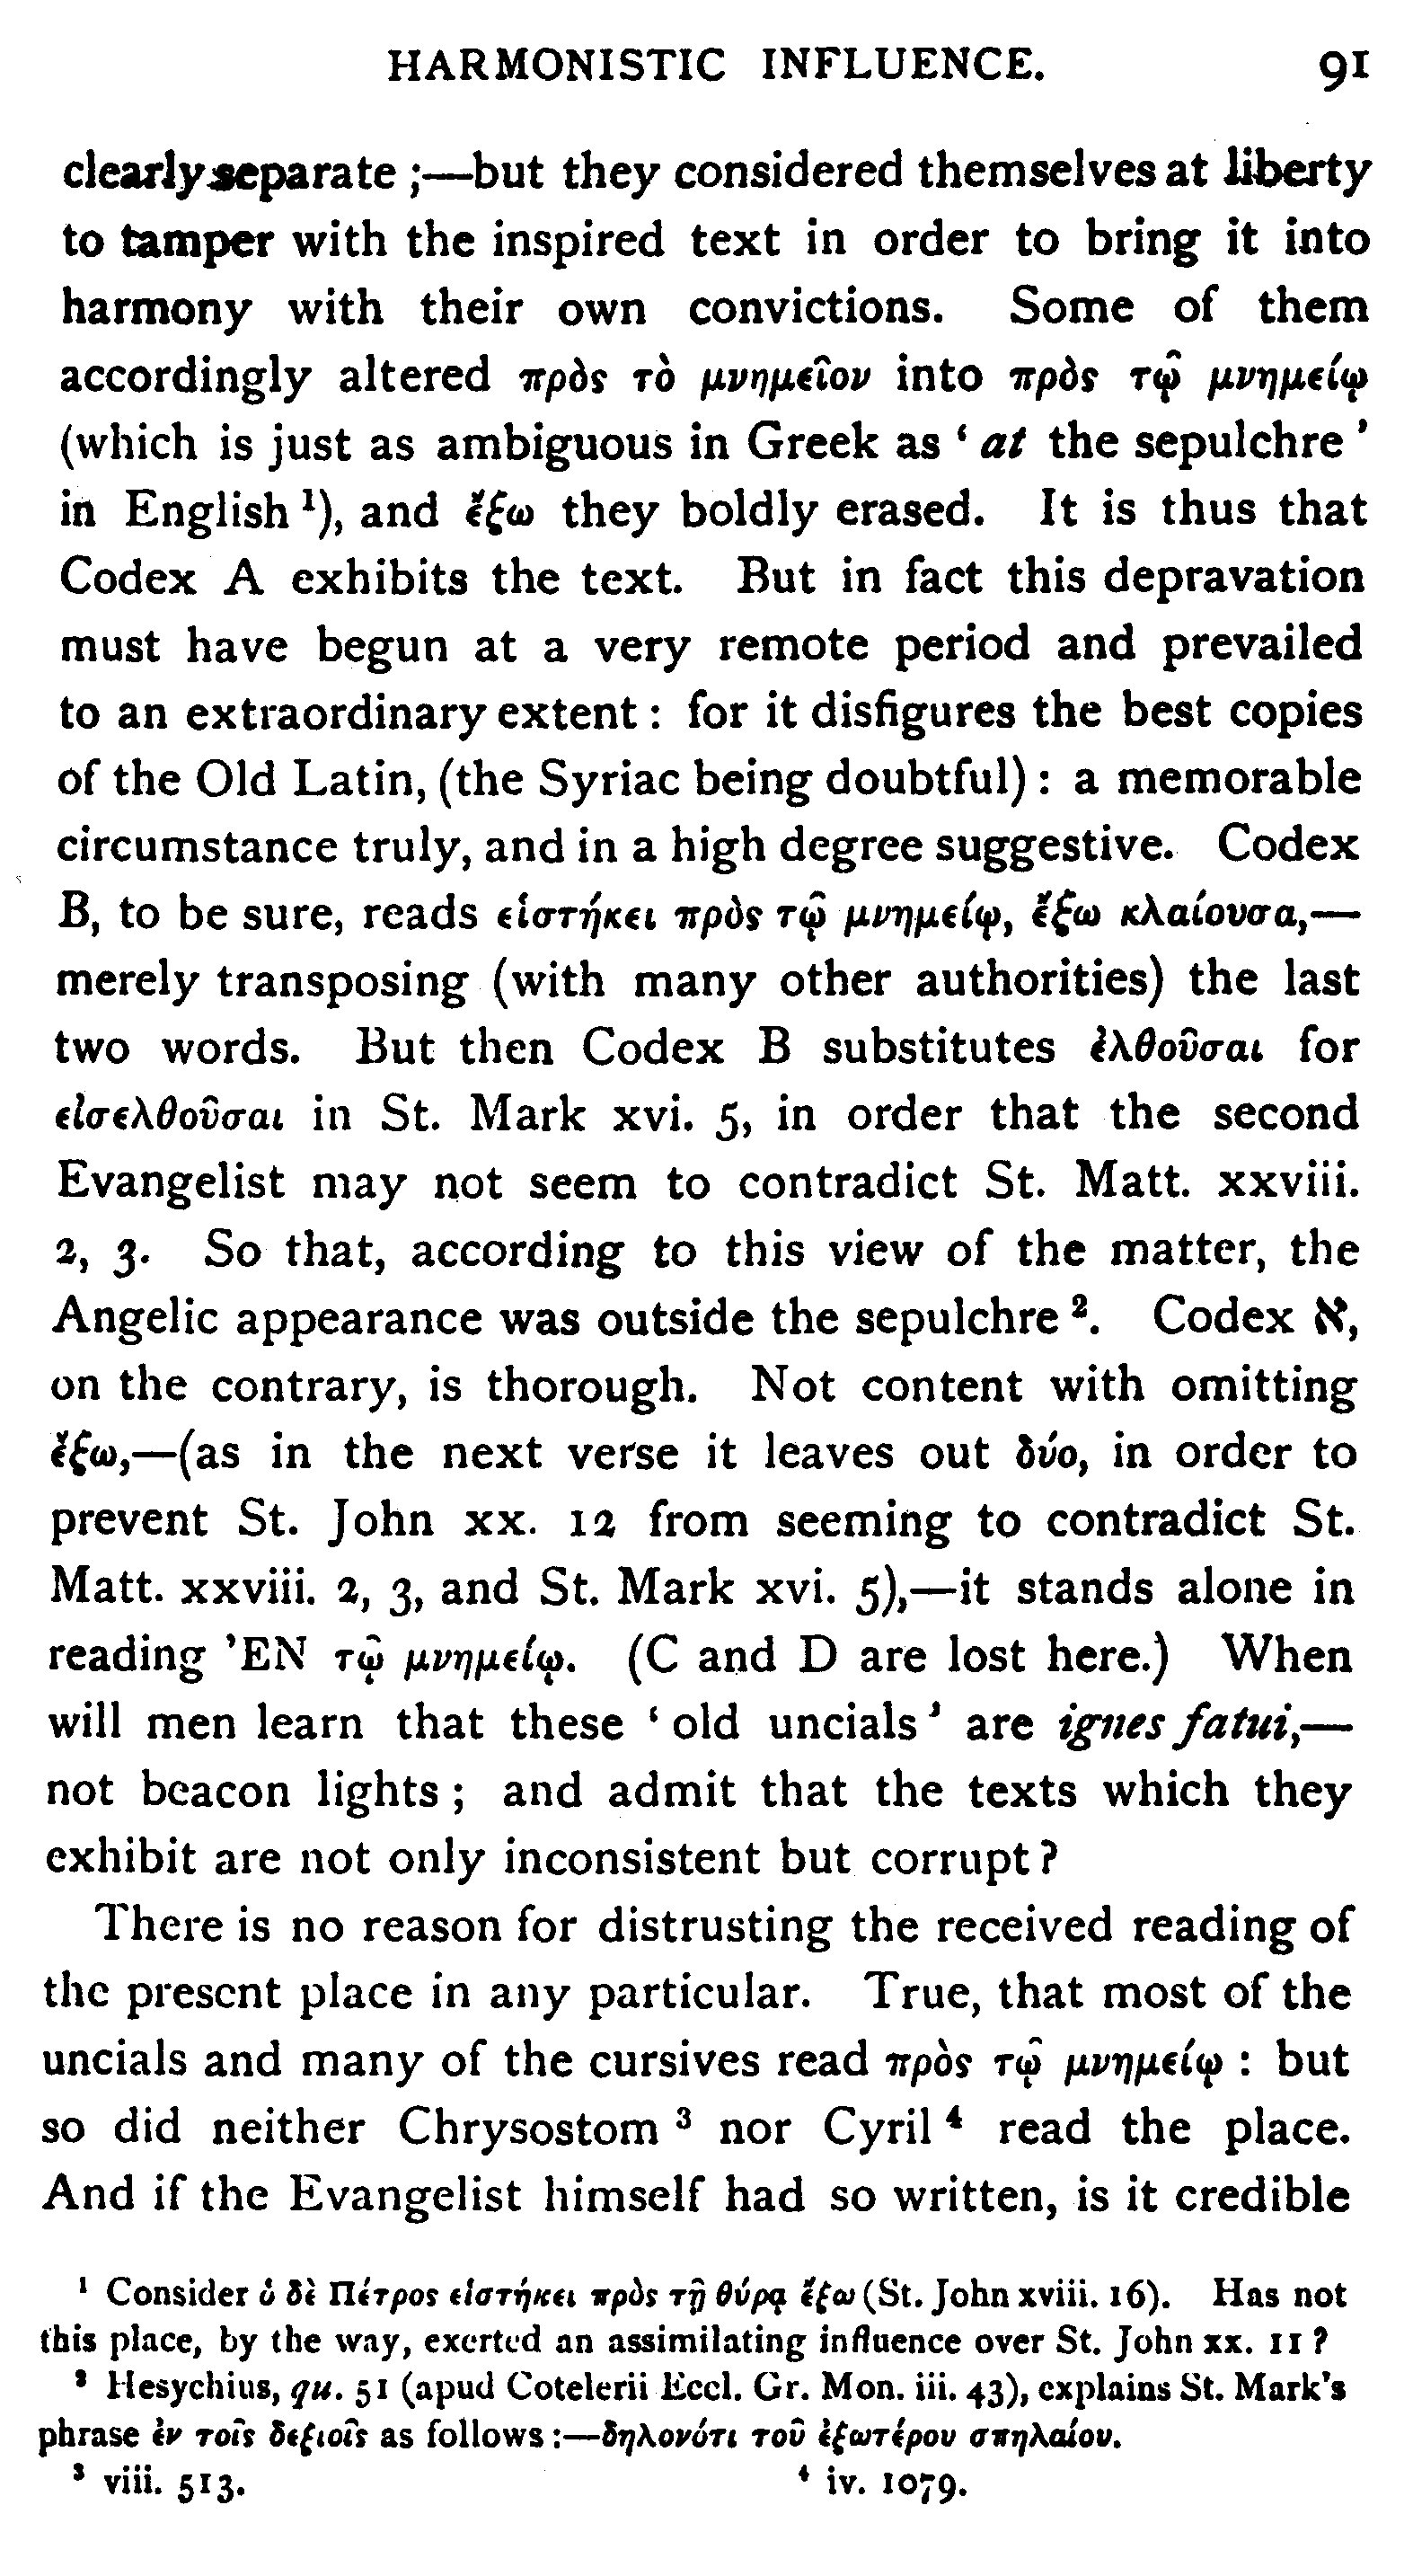 HARMONISTIC INFLUENCE. 91
clearly separate ;—but they considered themselves at liberty
to tamper with the inspired text in order to bring it into
harmony with their own convictions. Some of them
accordingly altered πρὸς τὸ μνημεῖον into πρὸς τῷ μνημείῳ
(which is just as ambiguous in Greek as ‘ at the sepulchre ’
in English ¹), and ἔξω they boldly erased. It is thus that
Codex A exhibits the text. But in fact this depravation
must have begun at a very remote period and prevailed
to an extraordinary extent : for it disfigures the best copies
of the Old Latin, (the Syriac being doubtful) : a memorable
circumstance truly, and in a high degree suggestive. Codex
B, to be sure, reads εἱστήκει πρὸς τῷ μνημείῳ, ἔξω κλαίουσα,—
merely transposing (with many other authorities) the last
two words. But then Codex B substitutes ἐλθοῦσαι for
εἰσελθοῦσαι in St. Mark xvi. 5, in order that the second
Evangelist may not seem to contradict St. Matt. xxviii.
2, 3. So that, according to this view of the matter, the
Angelic appearance was outside the sepulchre ². Codex א,
on the contrary, is thorough. Not content with omitting
ἔξω,—(as in the next verse it leaves out δύο, in order to
prevent St. John xx. 12 from seeming to contradict St.
Matt. xxviii. 2, 3, and St. Mark xvi. 5),—it stands alone in
reading ’ΕΝ τῷ μνημείῳ. (C and D are lost here.) When
will men learn that these ‘ old uncials ’ are ignes fatui,—
not beacon lights ; and admit that the texts which they
exhibit are not only inconsistent but corrupt ?
There is no reason for distrusting the received reading of
the present place in any particular. True, that most of the
uncials and many of the cursives read πρὸς τῷ μνημείῳ : but
so did neither Chrysostom ³ nor Cyril ⁴ read the place.
And if the Evangelist himself had so written, is it credible
¹ Consider ὁ δὲ Πέτρος εἱστήκει πρὸς τῇ θύρᾳ ἔξω (St. John xviii. 16). Has not
this place, by the way, exerted an assimilating influence over St. John xx. 11 ?
² Hesychius, qu. 51 (apud Cotelerii Eccl. Gr. Mon. iii. 43), explains St. Mark’s
phrase ἐν τοῖς δεξιοῖς as follows :—δηλονότι τοῦ ἐξωτέρου σπηλαίου.
³ viii. 513. ⁴ iv. 1079.